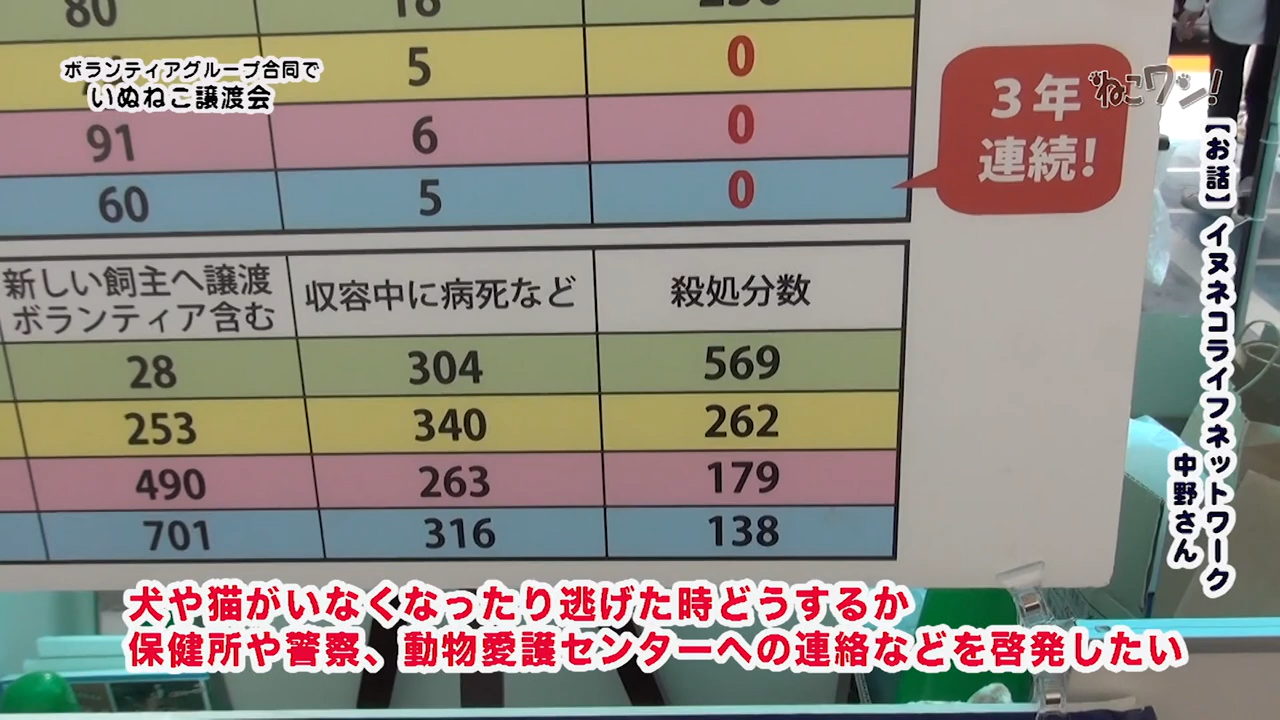 ボランティアグループ合同で
いぬねこ譲渡会
ねこワン!
【お話】イヌネコライフネットワーク
中野さん
80 18
5 0
91 6 0
60 5 0
3年
連続!
新しい飼主へ譲渡
ボランティア含む
収容中に病死など
殺処分数
28 304 569
253 340 262
490 263 179
701 316 138
犬や猫がいなくなったり逃げた時どうするか
保健所や警察、動物愛護センターへの連絡などを啓発したい